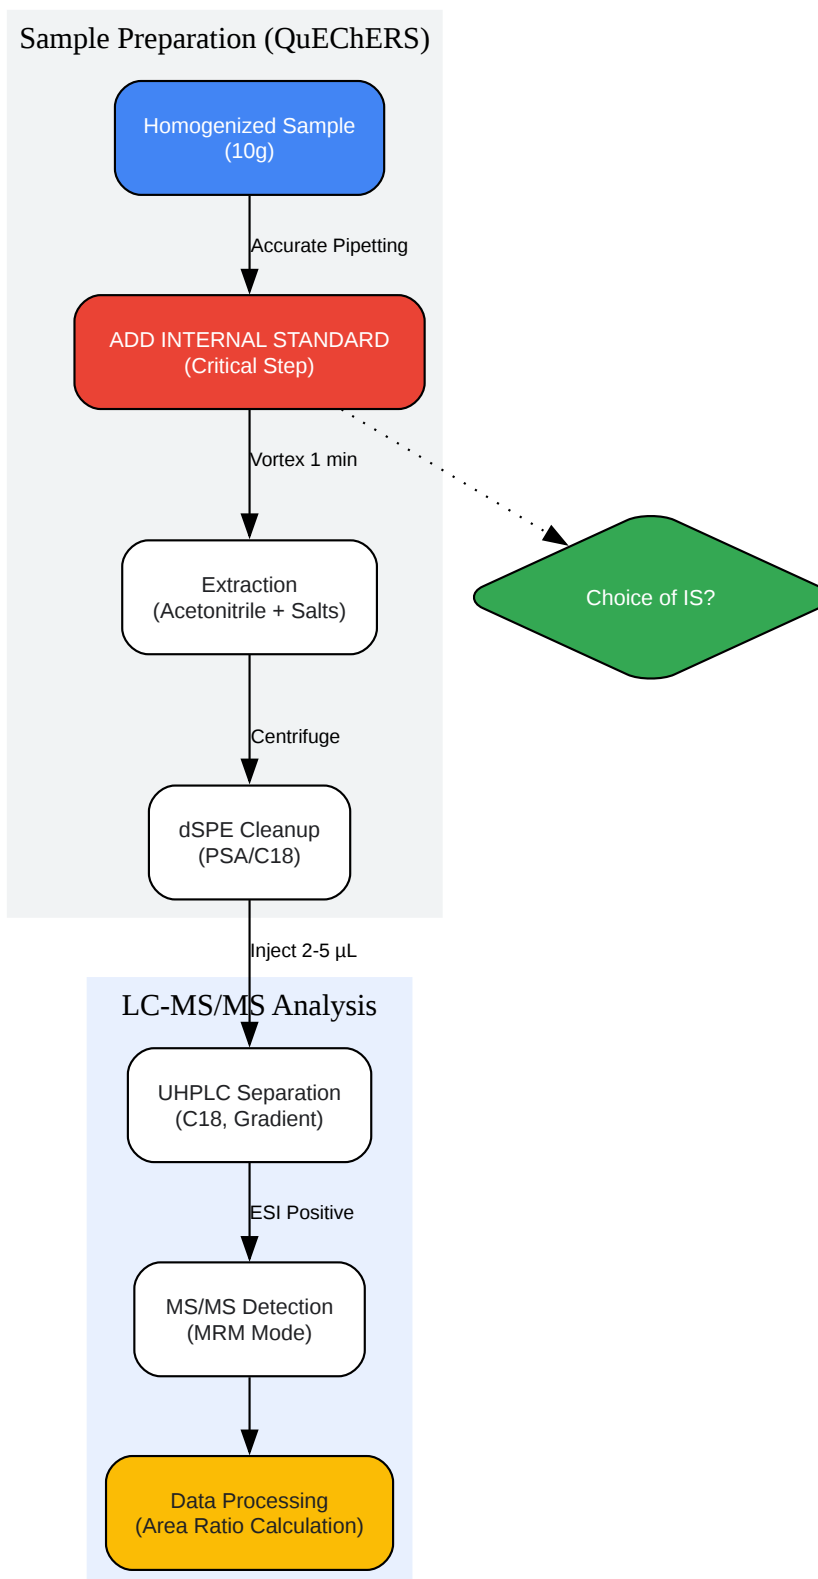 Sample Preparation (QuEChERS)
Homogenized Sample
(10g)
Accurate Pipetting
ADD INTERNAL STANDARD
(Critical Step)
Vortex 1 min
Extraction
(Acetonitrile + Salts)
Choice of IS?
Centrifuge
dSPE Cleanup
(PSA/C18)
Inject 2-5 µL
LC-MS/MS Analysis
UHPLC Separation
(C18, Gradient)
ESI Positive
MS/MS Detection
(MRM Mode)
Data Processing
(Area Ratio Calculation)